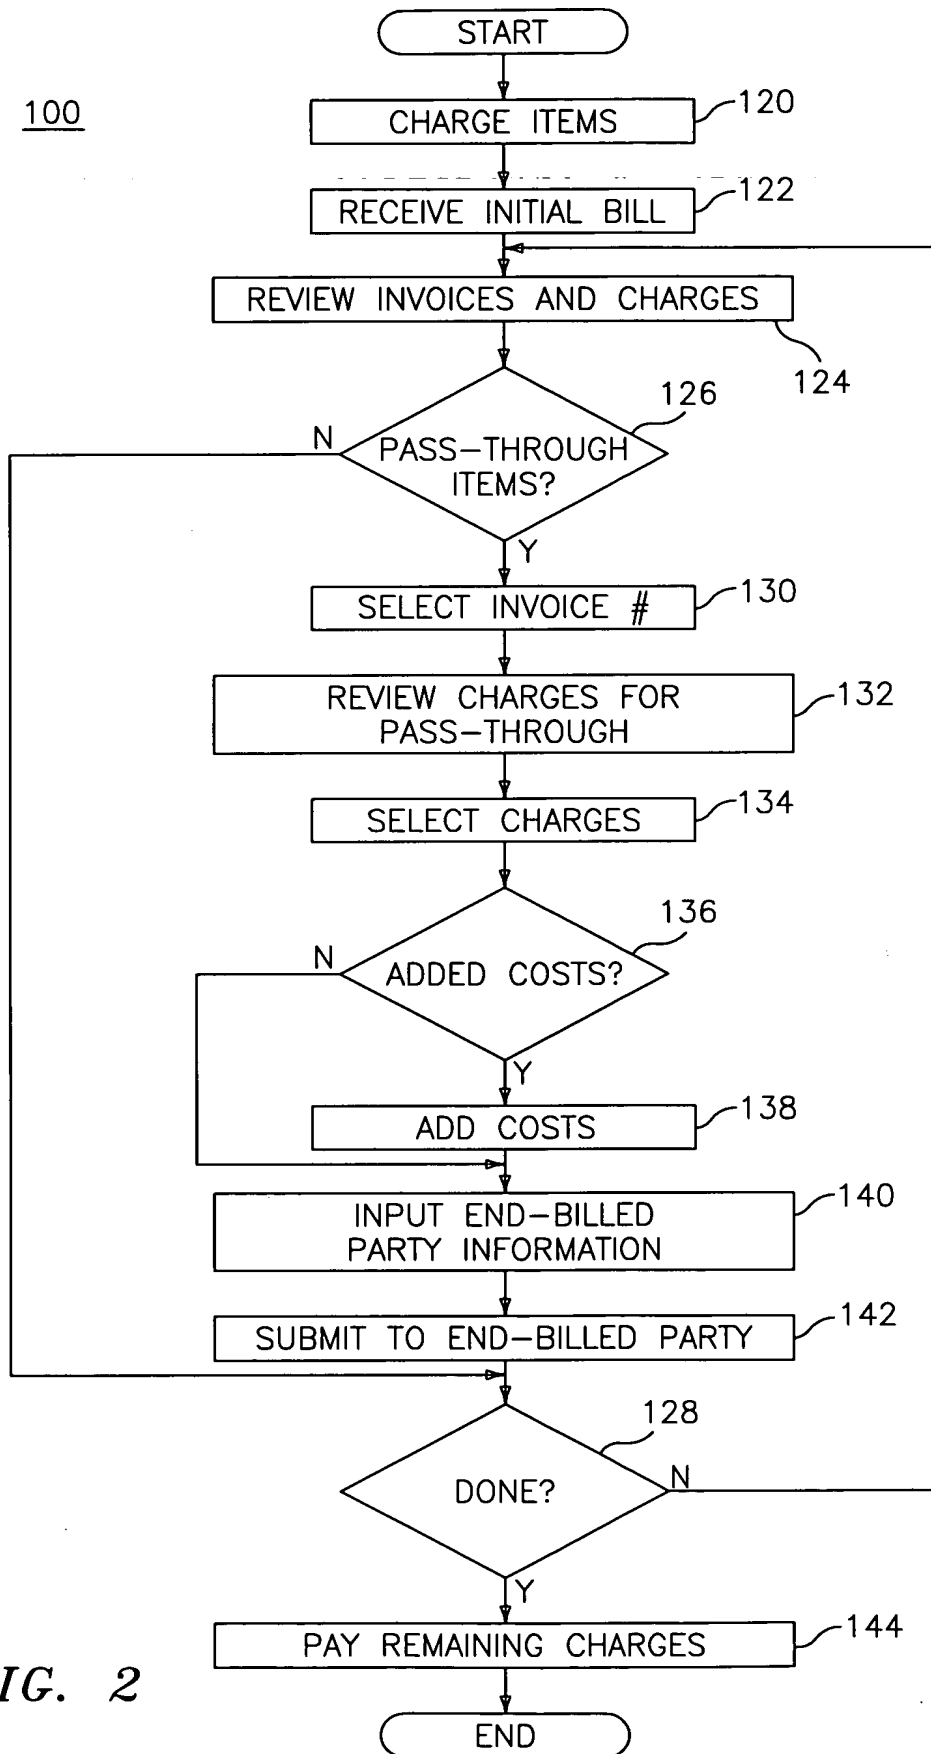 START
100
CHARGE ITEMS
120
RECEIVE INITIAL BILL
122
REVIEW INVOICES AND CHARGES
124
126
N
PASS-THROUGH
ITEMS?
Y
SELECT INVOICE #
130
REVIEW CHARGES FOR
PASS-THROUGH
132
SELECT CHARGES
134
136
N
ADDED COSTS?
Y
ADD COSTS
138
INPUT END-BILLED
PARTY INFORMATION
140
SUBMIT TO END-BILLED PARTY
142
128
DONE?
N
Y
PAY REMAINING CHARGES
144
IG. 2
END